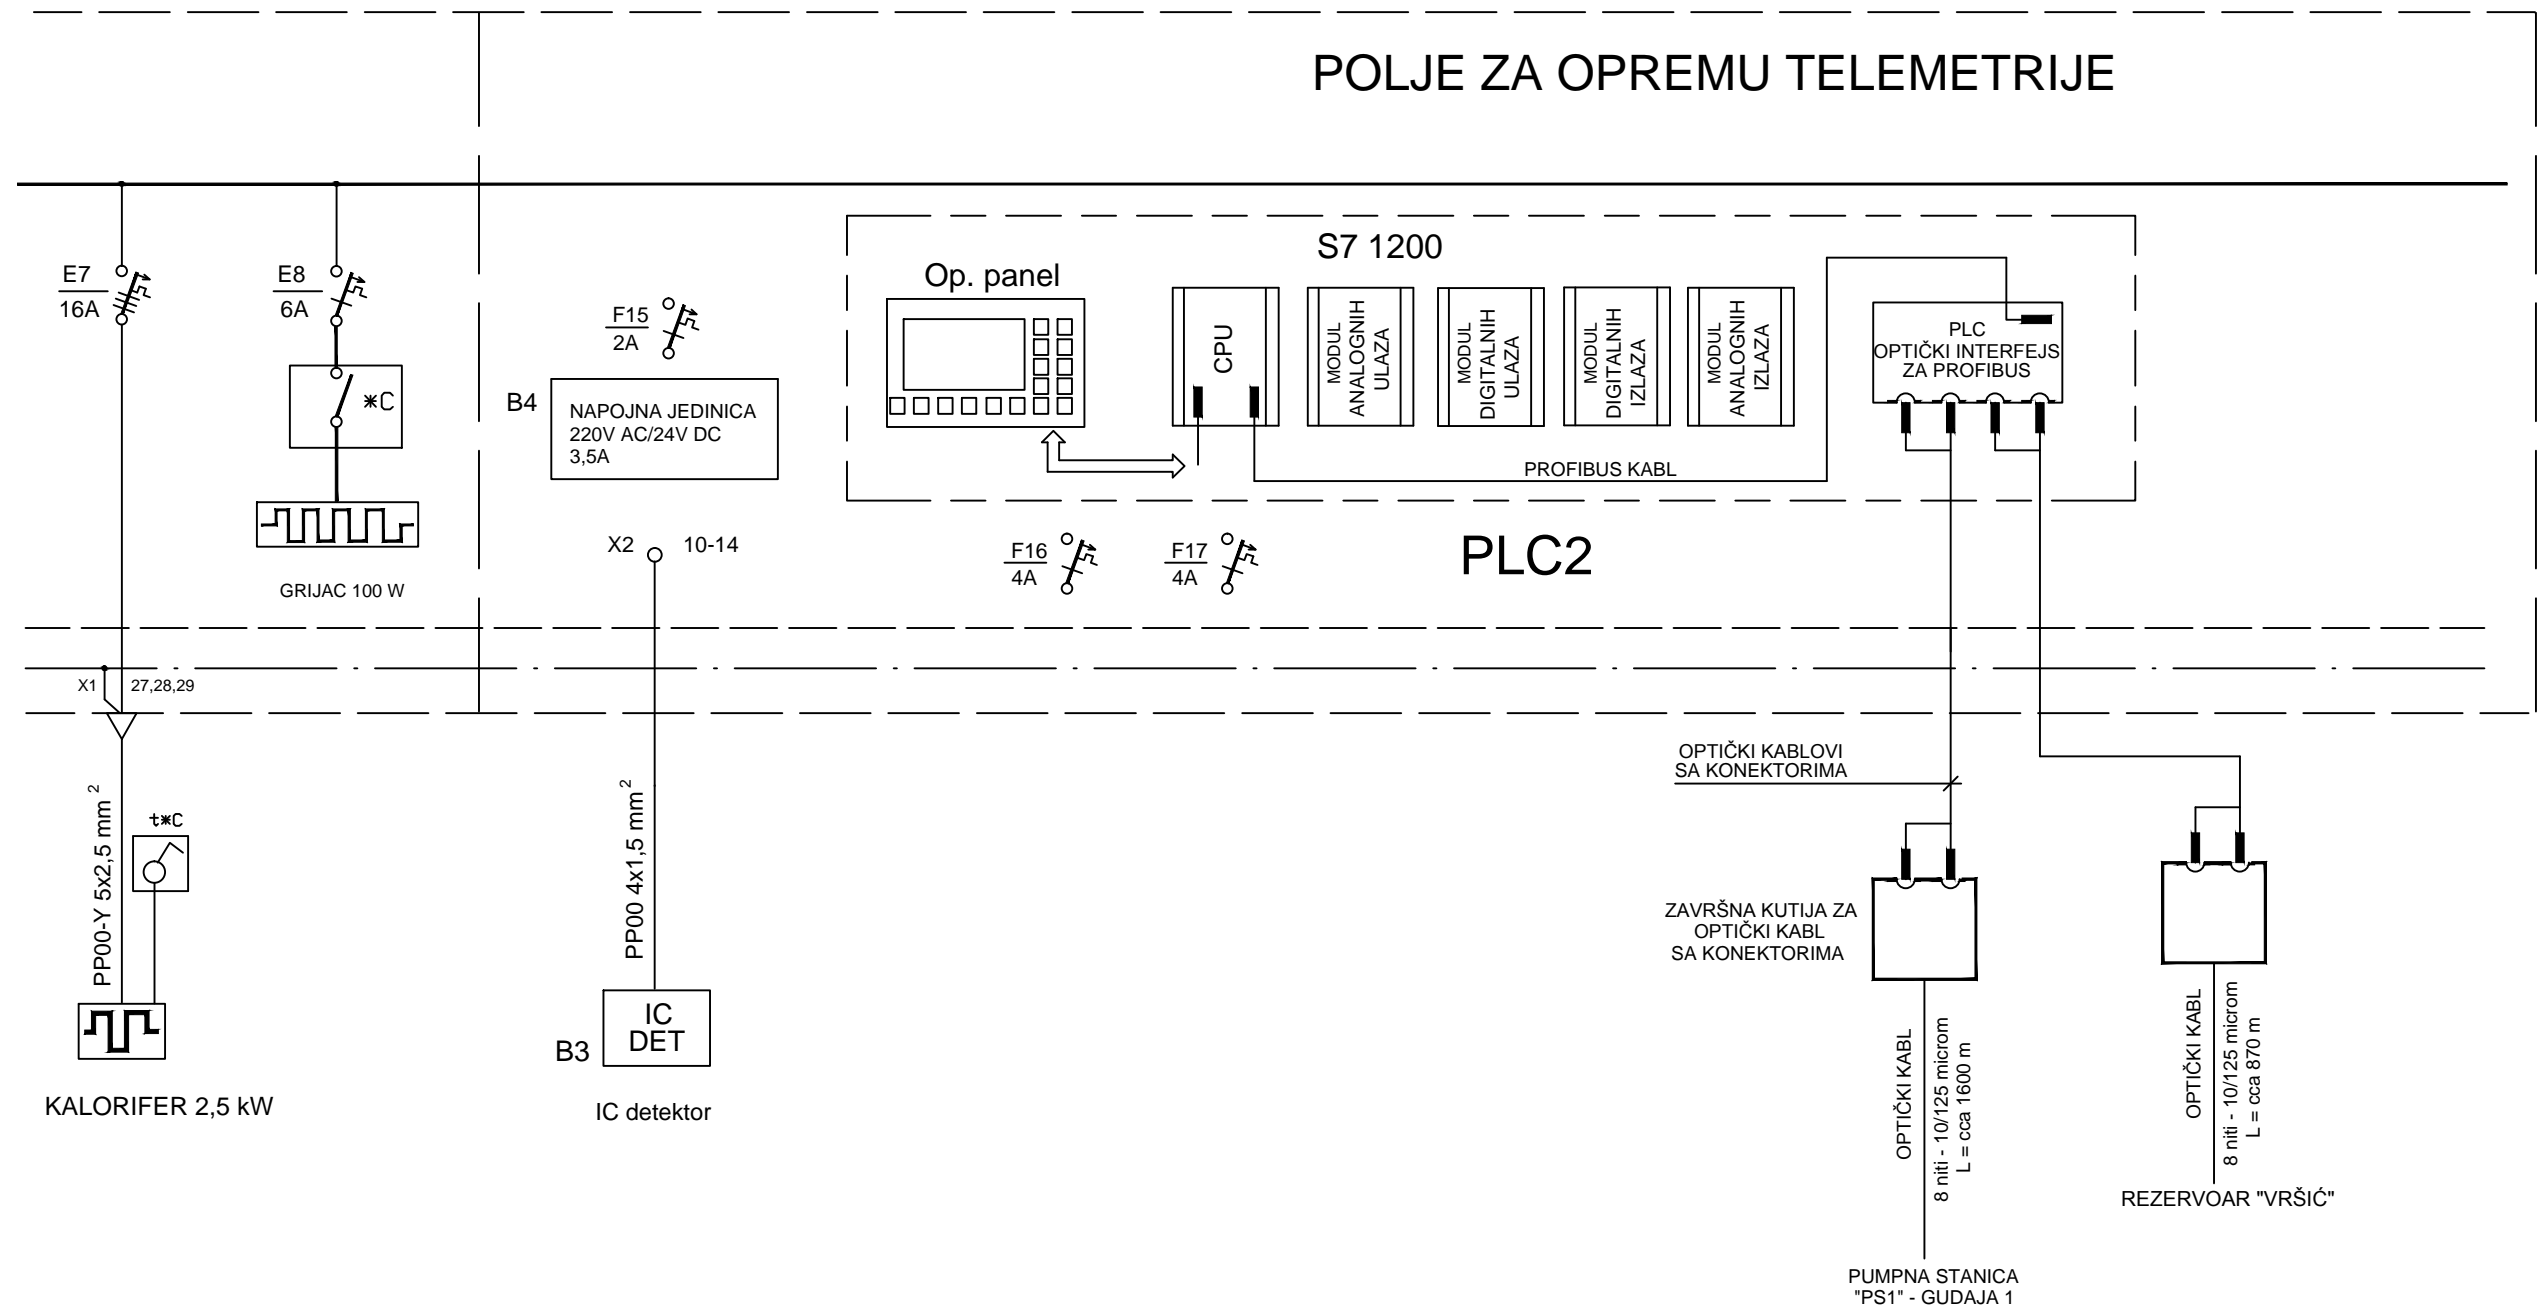 POLJE ZA OPREMU TELEMETRIJE
S7 1200
Op. panel
E7
16A
E8
6A
F15
2A
*C
B4
NAPOJNA JEDINICA
220V AC/24V DC
3,5A
CPU
MODUL
ANALOGNIH
ULAZA
MODUL
DIGITALNIH
ULAZA
MODUL
DIGITALNIH
IZLAZA
MODUL
ANALOGNIH
IZLAZA
PLC
OPTIČKI INTERFEJS
ZA PROFIBUS
PROFIBUS KABL
X2 10-14
F16
4A
F17
4A
PLC2
GRIJAC 100 W
X1 27,28,29
OPTIČKI KABLOVI
SA KONEKTORIMA
PP00-Y 5x2,5 mm²
t*C
PP00 4x1,5 mm²
ZAVRŠNA KUTIJA ZA
OPTIČKI KABL
SA KONEKTORIMA
IC
DET
B3
KALORIFER 2,5 kW
IC detektor
OPTIČKI KABL
8 niti - 10/125 microm
L = cca 1600 m
OPTIČKI KABL
8 niti - 10/125 microm
L = cca 870 m
REZERVOAR "VRŠIĆ"
PUMPNA STANICA
"PS1" - GUDAJA 1